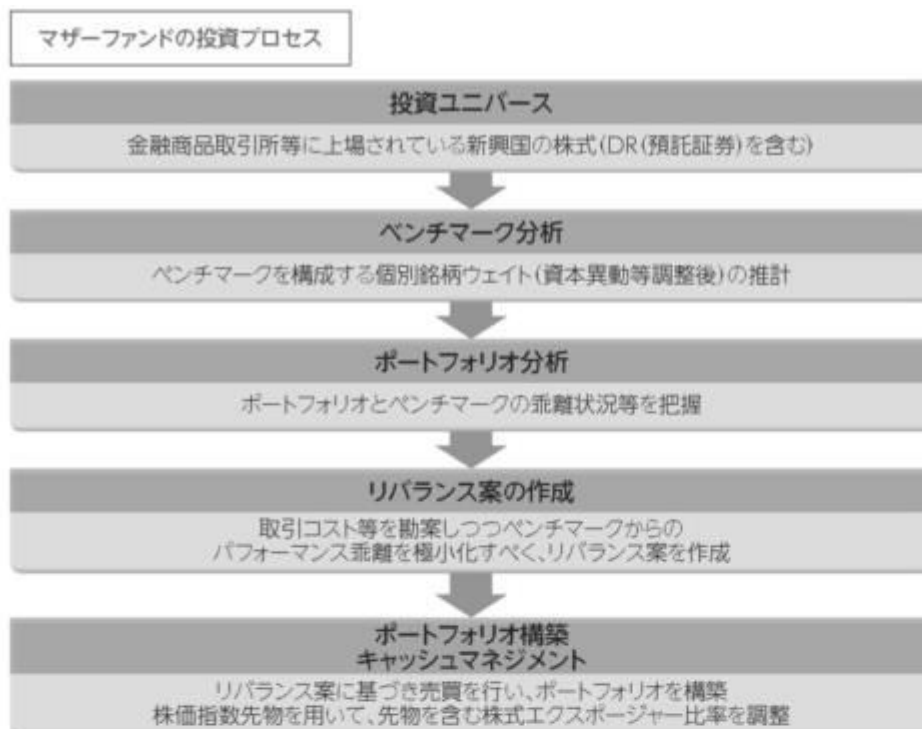 マザーファンドの投資プロセス
投資ユニバース
金融商品取引所等に上場されている新興国の株式(DR(預託証券)を含む)
ベンチマーク分析
ベンチマークを構成する個別銘柄ウェイト(資本異動等調整後)の推計
ポートフォリオ分析
ポートフォリオとベンチマークの乖離状況等を把握
リバランス案の作成
取引コスト等を勘案しつつベンチマークからの
パフォーマンス乖離を極小化すべく、リバランス案を作成
ポートフォリオ構築
キャッシュマネジメント
リバランス案に基づき売買を行い、ポートフォリオを構築
株価指数先物を用いて、先物を含む株式エクスポージャー比率を調整